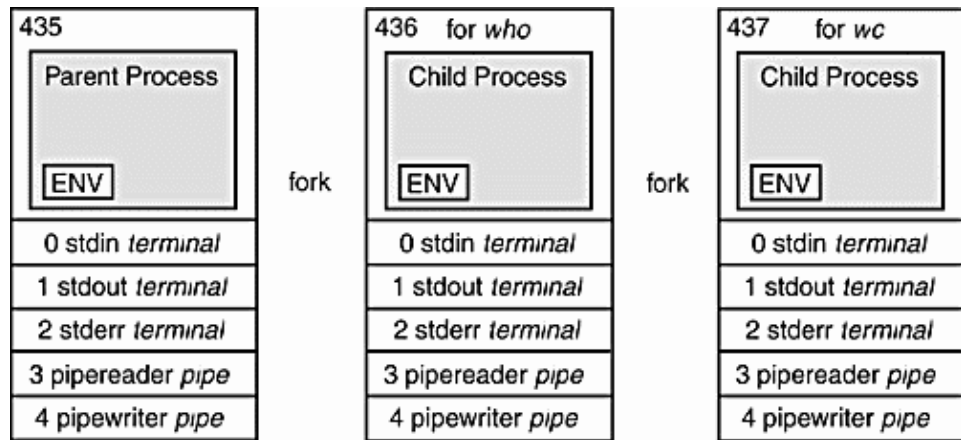 435
Parent Process
ENV
0 stdin terminal
1 stdout terminal
2 stderr terminal
3 pipereader pipe
4 pipewriter pipe
fork
436 for who
Child Process
ENV
0 stdin terminal
1 stdout terminal
2 stderr terminal
3 pipereader pipe
4 pipewriter pipe
fork
437 for wc
Child Process
ENV
0 stdin terminal
1 stdout terminal
2 stderr terminal
3 pipereader pipe
4 pipewriter pipe